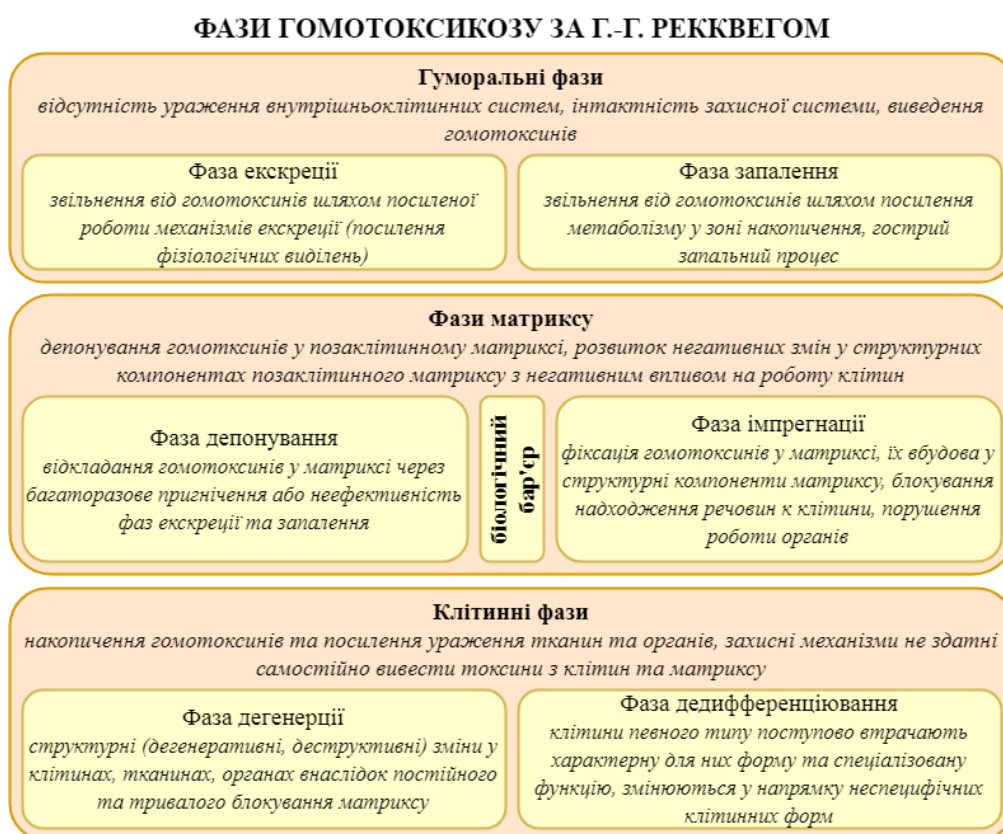 ФАЗИ ГОМОТОКСИКОЗУ ЗА Г.-Г. РЕККВЕГОМ
Гуморальні фази
відсутність ураження внутрішньоклітинних систем, інтактність захисної системи, виведення
гомотоксинів
Фаза екскреції
звільнення від гомотоксинів шляхом посиленої
роботи механізмів екскреції (посилення
фізіологічних виділень)
Фаза запалення
звільнення від гомотоксинів шляхом посилення
метаболізму у зоні накопичення, гострий
запальний процес
Фази матриксу
депонування гомотксинів у позаклітинному матриксі, розвиток негативних змін у структурних
компонентах позаклітинного матриксу з негативним впливом на роботу клітин
Фаза депонування
відкладання гомотоксинів у матриксі через
багаторазове пригнічення або неефективність
фаз екскреції та запалення
біологічний
бар'єр
Фаза імпрегнації
фіксація гомотоксинів у матриксі, їх вбудова у
структурні компоненти матриксу, блокування
надходження речовин к клітини, порушення
роботи органів
Клітинні фази
накопичення гомотоксинів та посилення ураження тканин та органів, захисні механізми не здатні
самостійно вивести токсини з клітин та матриксу
Фаза дегенерції
структурні (дегенеративні, деструктивні) зміни у
клітинах, тканинах, органах внаслідок постійного
та тривалого блокування матриксу
Фаза дедифференціювання
клітини певного типу поступово втрачають
характерну для них форму та спеціалізовану
функцію, змінюються у напрямку неспецифічних
клітинних форм